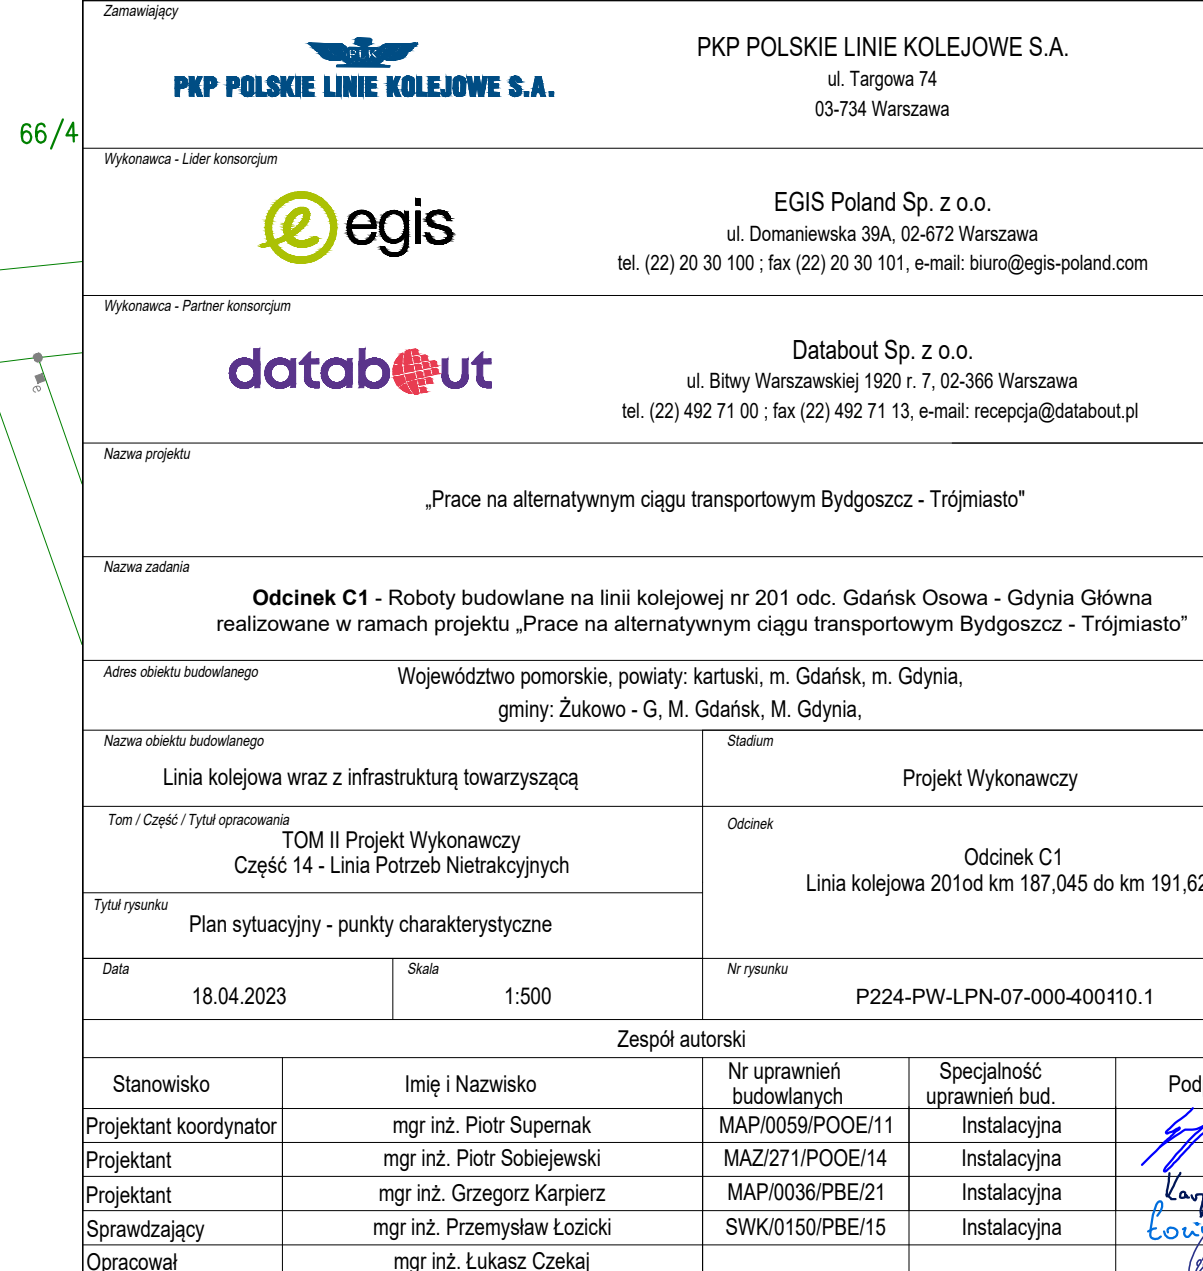 Zamawiający
PKP POLSKIE LINIE KOLEJOWE S.A.
PKP POLSKIE LINIE KOLEJOWE S.A.
ul. Targowa 74
03-734 Warszawa
66/4
Wykonawca - Lider konsorcjum
egis
EGIS Poland Sp. z o.o.
ul. Domaniewska 39A, 02-672 Warszawa
tel. (22) 20 30 100 ; fax (22) 20 30 101, e-mail: biuro@egis-poland.com
Wykonawca - Partner konsorcjum
databout
Databout Sp. z o.o.
ul. Bitwy Warszawskiej 1920 r. 7, 02-366 Warszawa
tel. (22) 492 71 00 ; fax (22) 492 71 13, e-mail: recepcja@databout.pl
e
Nazwa projektu
„Prace na alternatywnym ciągu transportowym Bydgoszcz - Trójmiasto"
Nazwa zadania
Odcinek C1 - Roboty budowlane na linii kolejowej nr 201 odc. Gdańsk Osowa - Gdynia Główna
realizowane w ramach projektu „Prace na alternatywnym ciągu transportowym Bydgoszcz - Trójmiasto”
Adres obiektu budowlanego
Województwo pomorskie, powiaty: kartuski, m. Gdańsk, m. Gdynia,
gminy: Żukowo - G, M. Gdańsk, M. Gdynia,
Nazwa obiektu budowlanego
Linia kolejowa wraz z infrastrukturą towarzyszącą
Stadium
Projekt Wykonawczy
Tom / Część / Tytuł opracowania
TOM II Projekt Wykonawczy
Część 14 - Linia Potrzeb Nietrakcyjnych
Odcinek
Odcinek C1
Linia kolejowa 201od km 187,045 do km 191,62
Tytuł rysunku
Plan sytuacyjny - punkty charakterystyczne
Data
18.04.2023
Skala
1:500
Nr rysunku
P224-PW-LPN-07-000-400110.1
Zespół autorski
Stanowisko Imię i Nazwisko Nr uprawnień budowlanych Specjalność uprawnień bud. Pod
Projektant koordynator mgr inż. Piotr Supernak MAP/0059/POOE/11 Instalacyjna
Projektant mgr inż. Piotr Sobiejewski MAZ/271/POOE/14 Instalacyjna
Projektant mgr inż. Grzegorz Karpierz MAP/0036/PBE/21 Instalacyjna
Sprawdzający mgr inż. Przemysław Łozicki SWK/0150/PBE/15 Instalacyjna
Opracował mgr inż. Łukasz Czekaj